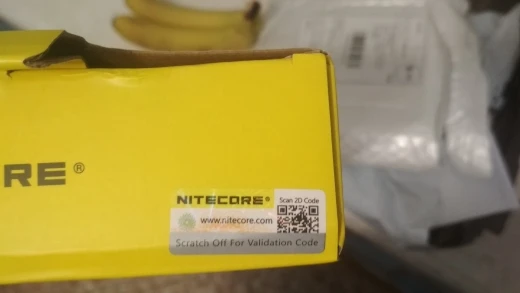 RE®
NITECORE®
Scan 2D Code
www.nitecore.com
Scratch Off For Validation Code